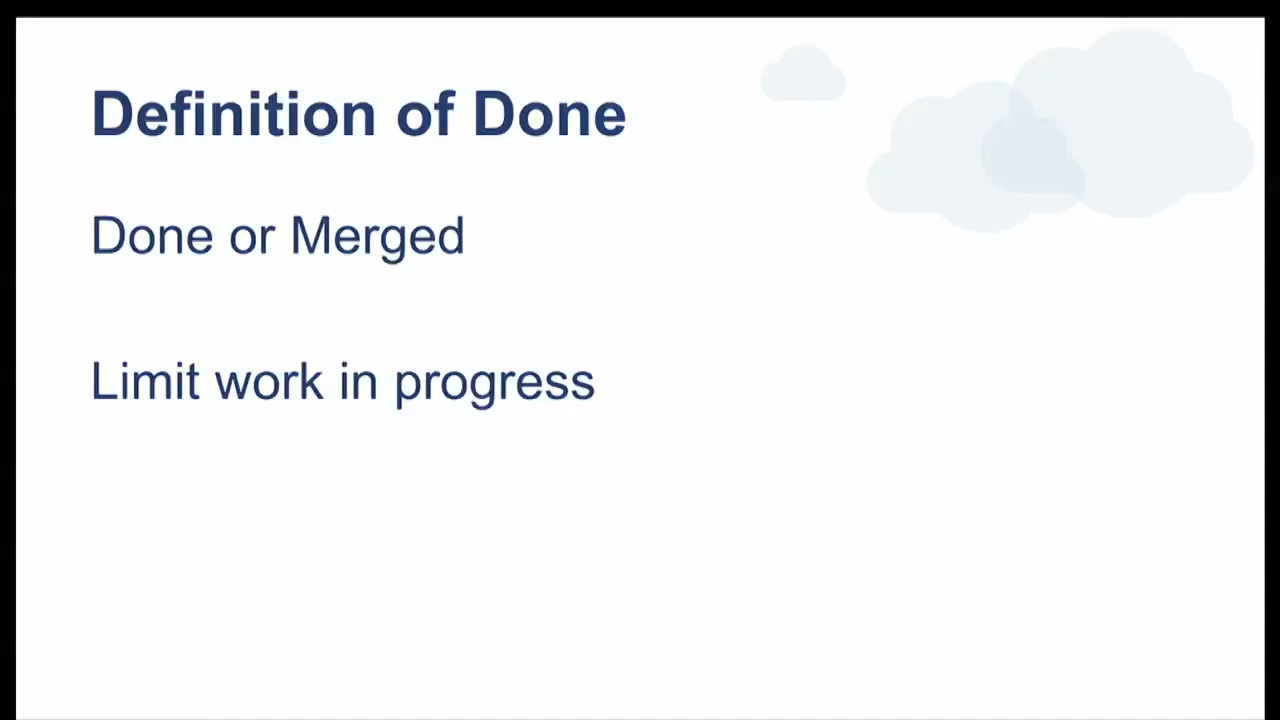 Definition of Done
Done or Merged
Limit work in progress